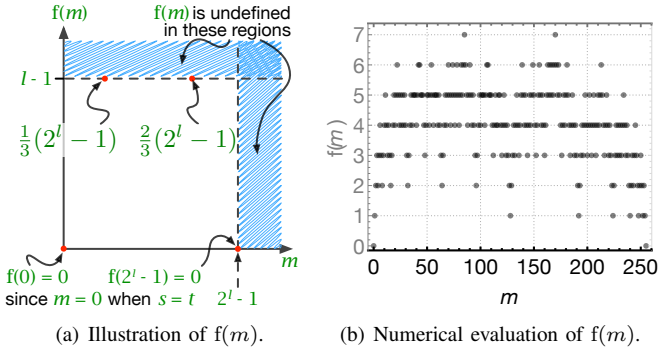 f(m)
f(m) is undefined
in these regions
l - 1
1/3(2^l − 1)
2/3(2^l − 1)
m
f(0) = 0
f(2^l - 1) = 0
since m = 0 when s = t
2^l - 1
(a) Illustration of f(m).
f(m)
7
6
5
4
3
2
1
0
0
50
100
150
200
250
m
(b) Numerical evaluation of f(m).